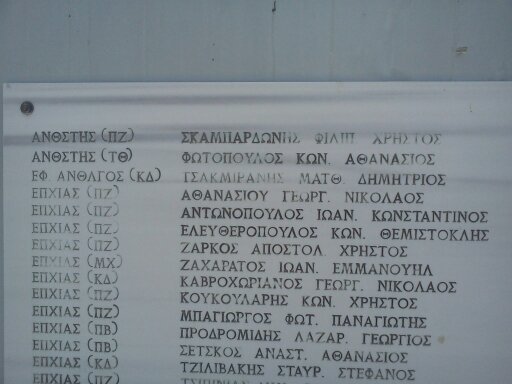 ΑΝΘΣΤΗΣ (ΠΖ) ΣΚΑΜΠΑΡΔΩΝΗΣ ΦΙΛΙΠ ΧΡΗΣΤΟΣ
ΑΝΘΣΤΗΣ (ΤΘ) ΦΩΤΟΠΟΥΛΟΣ ΚΩΝ. ΑΘΑΝΑΣΙΟΣ
ΕΦ. ΑΝΘΛΓΟΣ (ΚΔ) ΤΣΑΚΜΙΡΑΝΗΣ ΜΑΤΘ. ΔΗΜΗΤΡΙΟΣ
ΕΠΧΙΑΣ (ΠΖ) ΑΘΑΝΑΣΙΟΥ ΓΕΩΡΓ. ΝΙΚΟΛΑΟΣ
ΕΠΧΙΑΣ (ΠΖ) ΑΝΤΩΝΟΠΟΥΛΟΣ ΙΩΑΝ. ΚΩΝΣΤΑΝΤΙΝΟΣ
ΕΠΧΙΑΣ (ΠΖ) ΕΛΕΥΘΕΡΟΠΟΥΛΟΣ ΚΩΝ. ΘΕΜΙΣΤΟΚΛΗΣ
ΕΠΧΙΑΣ (ΠΖ) ΖΑΡΚΟΣ ΑΠΟΣΤΟΛ. ΧΡΗΣΤΟΣ
ΕΠΧΙΑΣ (ΜΧ) ΖΑΧΑΡΑΤΟΣ ΙΩΑΝ. ΕΜΜΑΝΟΥΗΛ
ΕΠΧΙΑΣ (ΚΔ) ΚΑΒΡΟΧΩΡΙΑΝΟΣ ΓΕΩΡΓ. ΝΙΚΟΛΑΟΣ
ΕΠΧΙΑΣ (ΠΖ) ΚΟΥΚΟΥΛΑΡΗΣ ΚΩΝ. ΧΡΗΣΤΟΣ
ΕΠΧΙΑΣ (ΠΖ) ΜΠΑΓΙΩΡΓΟΣ ΦΩΤ. ΠΑΝΑΓΙΩΤΗΣ
ΕΠΧΙΑΣ (ΠΒ) ΠΡΟΔΡΟΜΙΔΗΣ ΛΑΖΑΡ. ΓΕΩΡΓΙΟΣ
ΕΠΧΙΑΣ (ΠΒ) ΣΕΤΣΚΟΣ ΑΝΑΣΤ. ΑΘΑΝΑΣΙΟΣ
ΕΠΧΙΑΣ (ΚΔ) ΤΖΙΛΙΒΑΚΗΣ ΣΤΑΥΡ. ΣΤΕΦΑΝΟΣ
ΕΠΧΙΑΣ (ΠΖ)